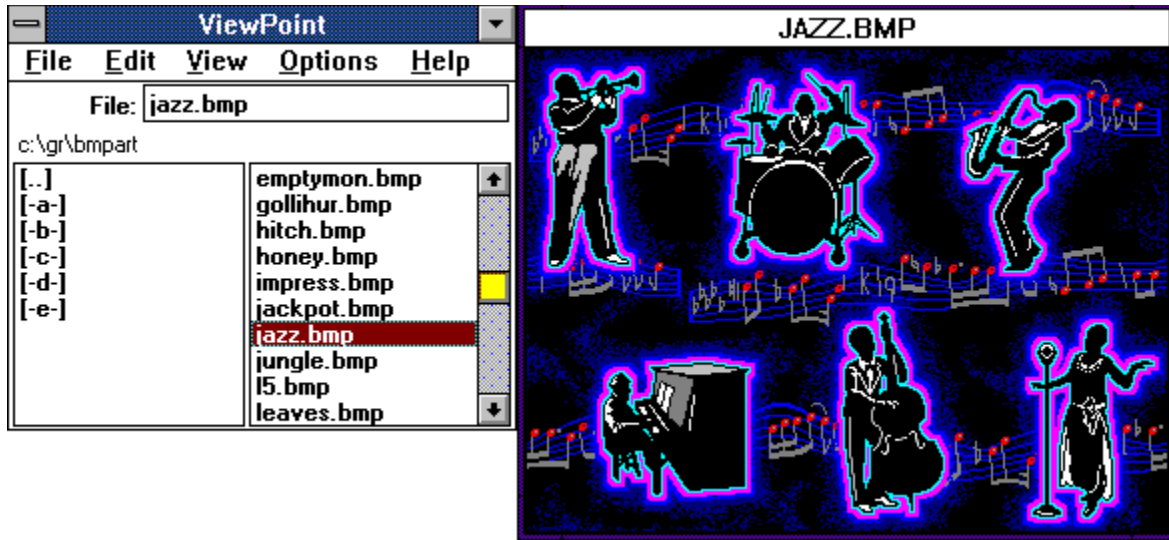 ViewPoint
File Edit View Options Help
File: jazz.bmp
c:\gr\bmpart
[..]
[-a-]
[-b-]
[-c-]
[-d-]
[-e-]
emptymon.bmp
gollihur.bmp
hitch.bmp
honey.bmp
impress.bmp
jackpot.bmp
jazz.bmp
jungle.bmp
l5.bmp
leaves.bmp
JAZZ.BMP